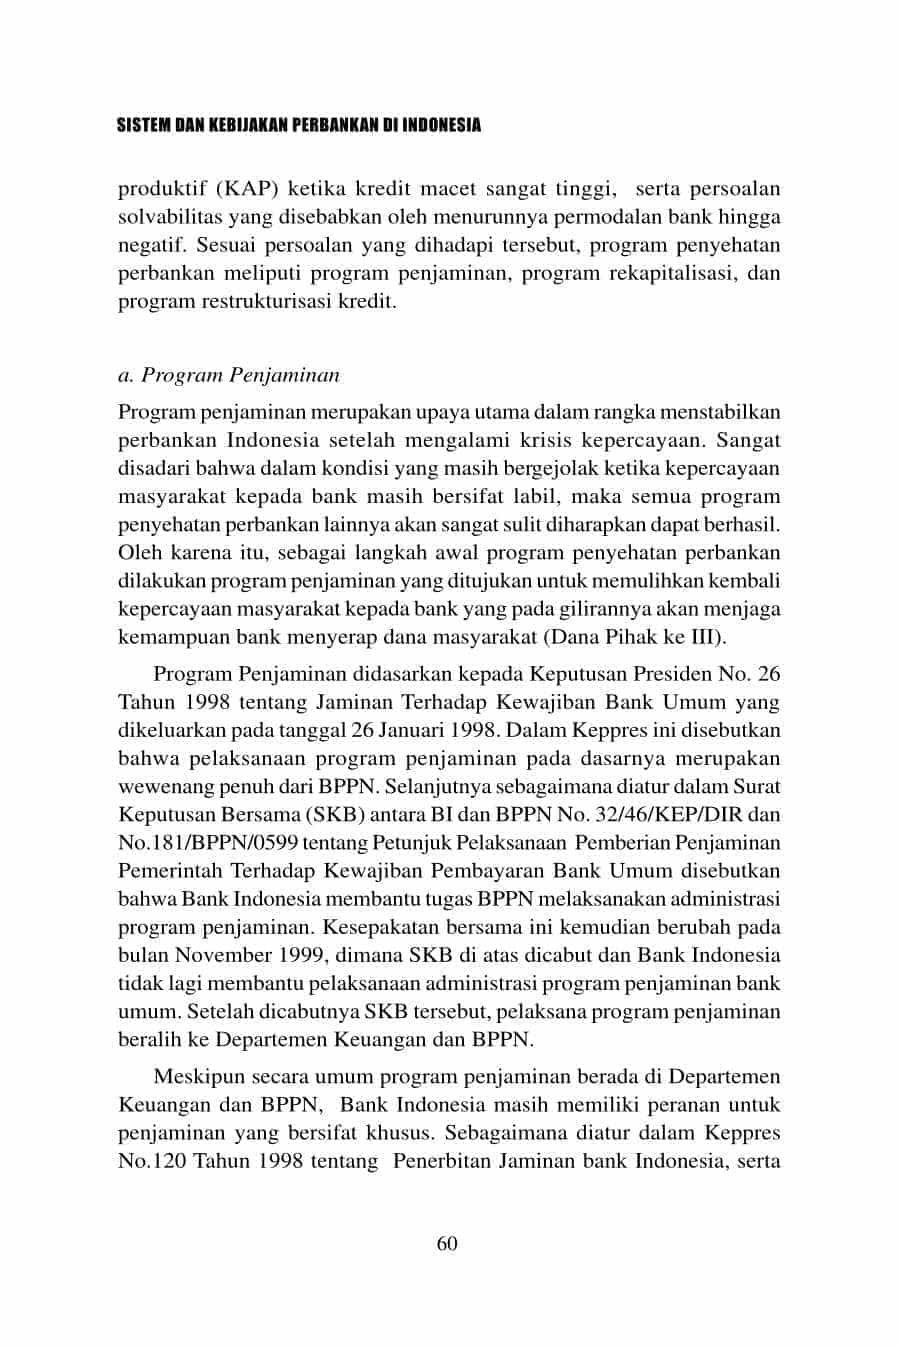 SISTEM DAN KEBIJAKAN PERBANKAN DI INDONESIA
produktif (KAP) ketika kredit macet sangat tinggi, serta persoalan
solvabilitas yang disebabkan oleh menurunnya permodalan bank hingga
negatif. Sesuai persoalan yang dihadapi tersebut, program penyehatan
perbankan meliputi program penjaminan, program rekapitalisasi, dan
program restrukturisasi kredit.
a. Program Penjaminan
Program penjaminan merupakan upaya utama dalam rangka menstabilkan
perbankan Indonesia setelah mengalami krisis kepercayaan. Sangat
disadari bahwa dalam kondisi yang masih bergejolak ketika kepercayaan
masyarakat kepada bank masih bersifat labil, maka semua program
penyehatan perbankan lainnya akan sangat sulit diharapkan dapat berhasil.
Oleh karena itu, sebagai langkah awal program penyehatan perbankan
dilakukan program penjaminan yang ditujukan untuk memulihkan kembali
kepercayaan masyarakat kepada bank yang pada gilirannya akan menjaga
kemampuan bank menyerap dana masyarakat (Dana Pihak ke III).
Program Penjaminan didasarkan kepada Keputusan Presiden No. 26
Tahun 1998 tentang Jaminan Terhadap Kewajiban Bank Umum yang
dikeluarkan pada tanggal 26 Januari 1998. Dalam Keppres ini disebutkan
bahwa pelaksanaan program penjaminan pada dasarnya merupakan
wewenang penuh dari BPPN. Selanjutnya sebagaimana diatur dalam Surat
Keputusan Bersama (SKB) antara BI dan BPPN No. 32/46/KEP/DIR dan
No.181/BPPN/0599 tentang Petunjuk Pelaksanaan Pemberian Penjaminan
Pemerintah Terhadap Kewajiban Pembayaran Bank Umum disebutkan
bahwa Bank Indonesia membantu tugas BPPN melaksanakan administrasi
program penjaminan. Kesepakatan bersama ini kemudian berubah pada
bulan November 1999, dimana SKB di atas dicabut dan Bank Indonesia
tidak lagi membantu pelaksanaan administrasi program penjaminan bank
umum. Setelah dicabutnya SKB tersebut, pelaksana program penjaminan
beralih ke Departemen Keuangan dan BPPN.
Meskipun secara umum program penjaminan berada di Departemen
Keuangan dan BPPN, Bank Indonesia masih memiliki peranan untuk
penjaminan yang bersifat khusus. Sebagaimana diatur dalam Keppres
No.120 Tahun 1998 tentang Penerbitan Jaminan bank Indonesia, serta
60